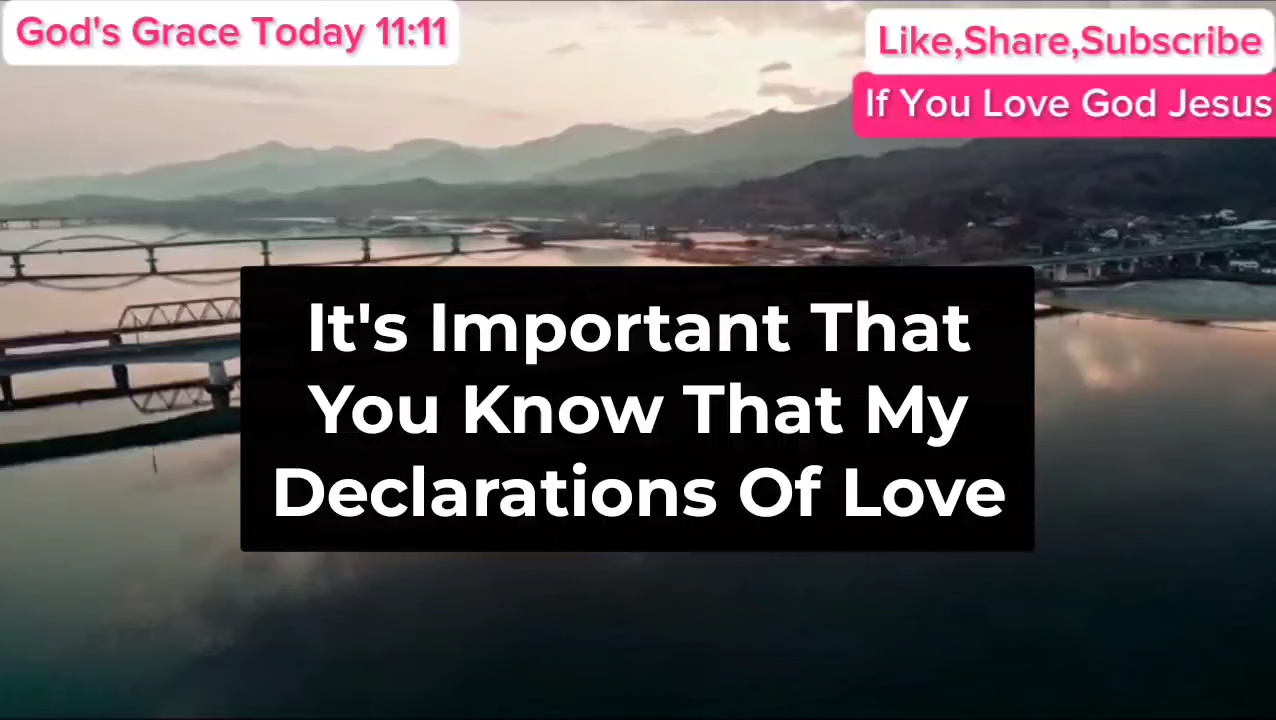 God's Grace Today 11:11
Like,Share,Subscribe
If You Love God Jesus
It's Important That
You Know That My
Declarations Of Love